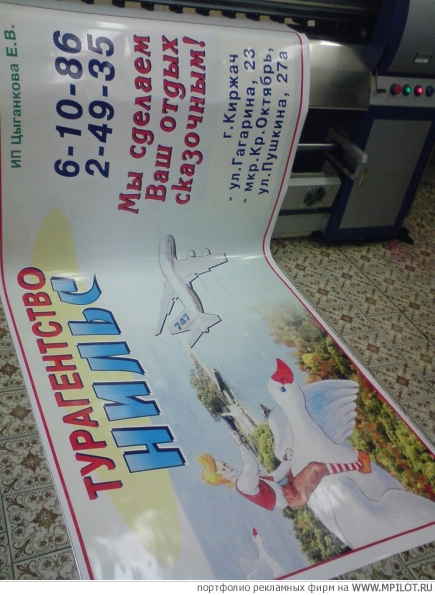 ТУРАГЕНТСТВО
НИЛЬС
ИП Цыганкова Е.В.
6-10-86
2-49-35
Мы сделаем
Ваш отдых
сказочным!
г.Киржач
- ул.Гагарина, 23
- мкр.Кр.Октябрь,
ул.Пушкина, 27а
747
портфолио рекламных фирм на WWW.MPILOT.RU